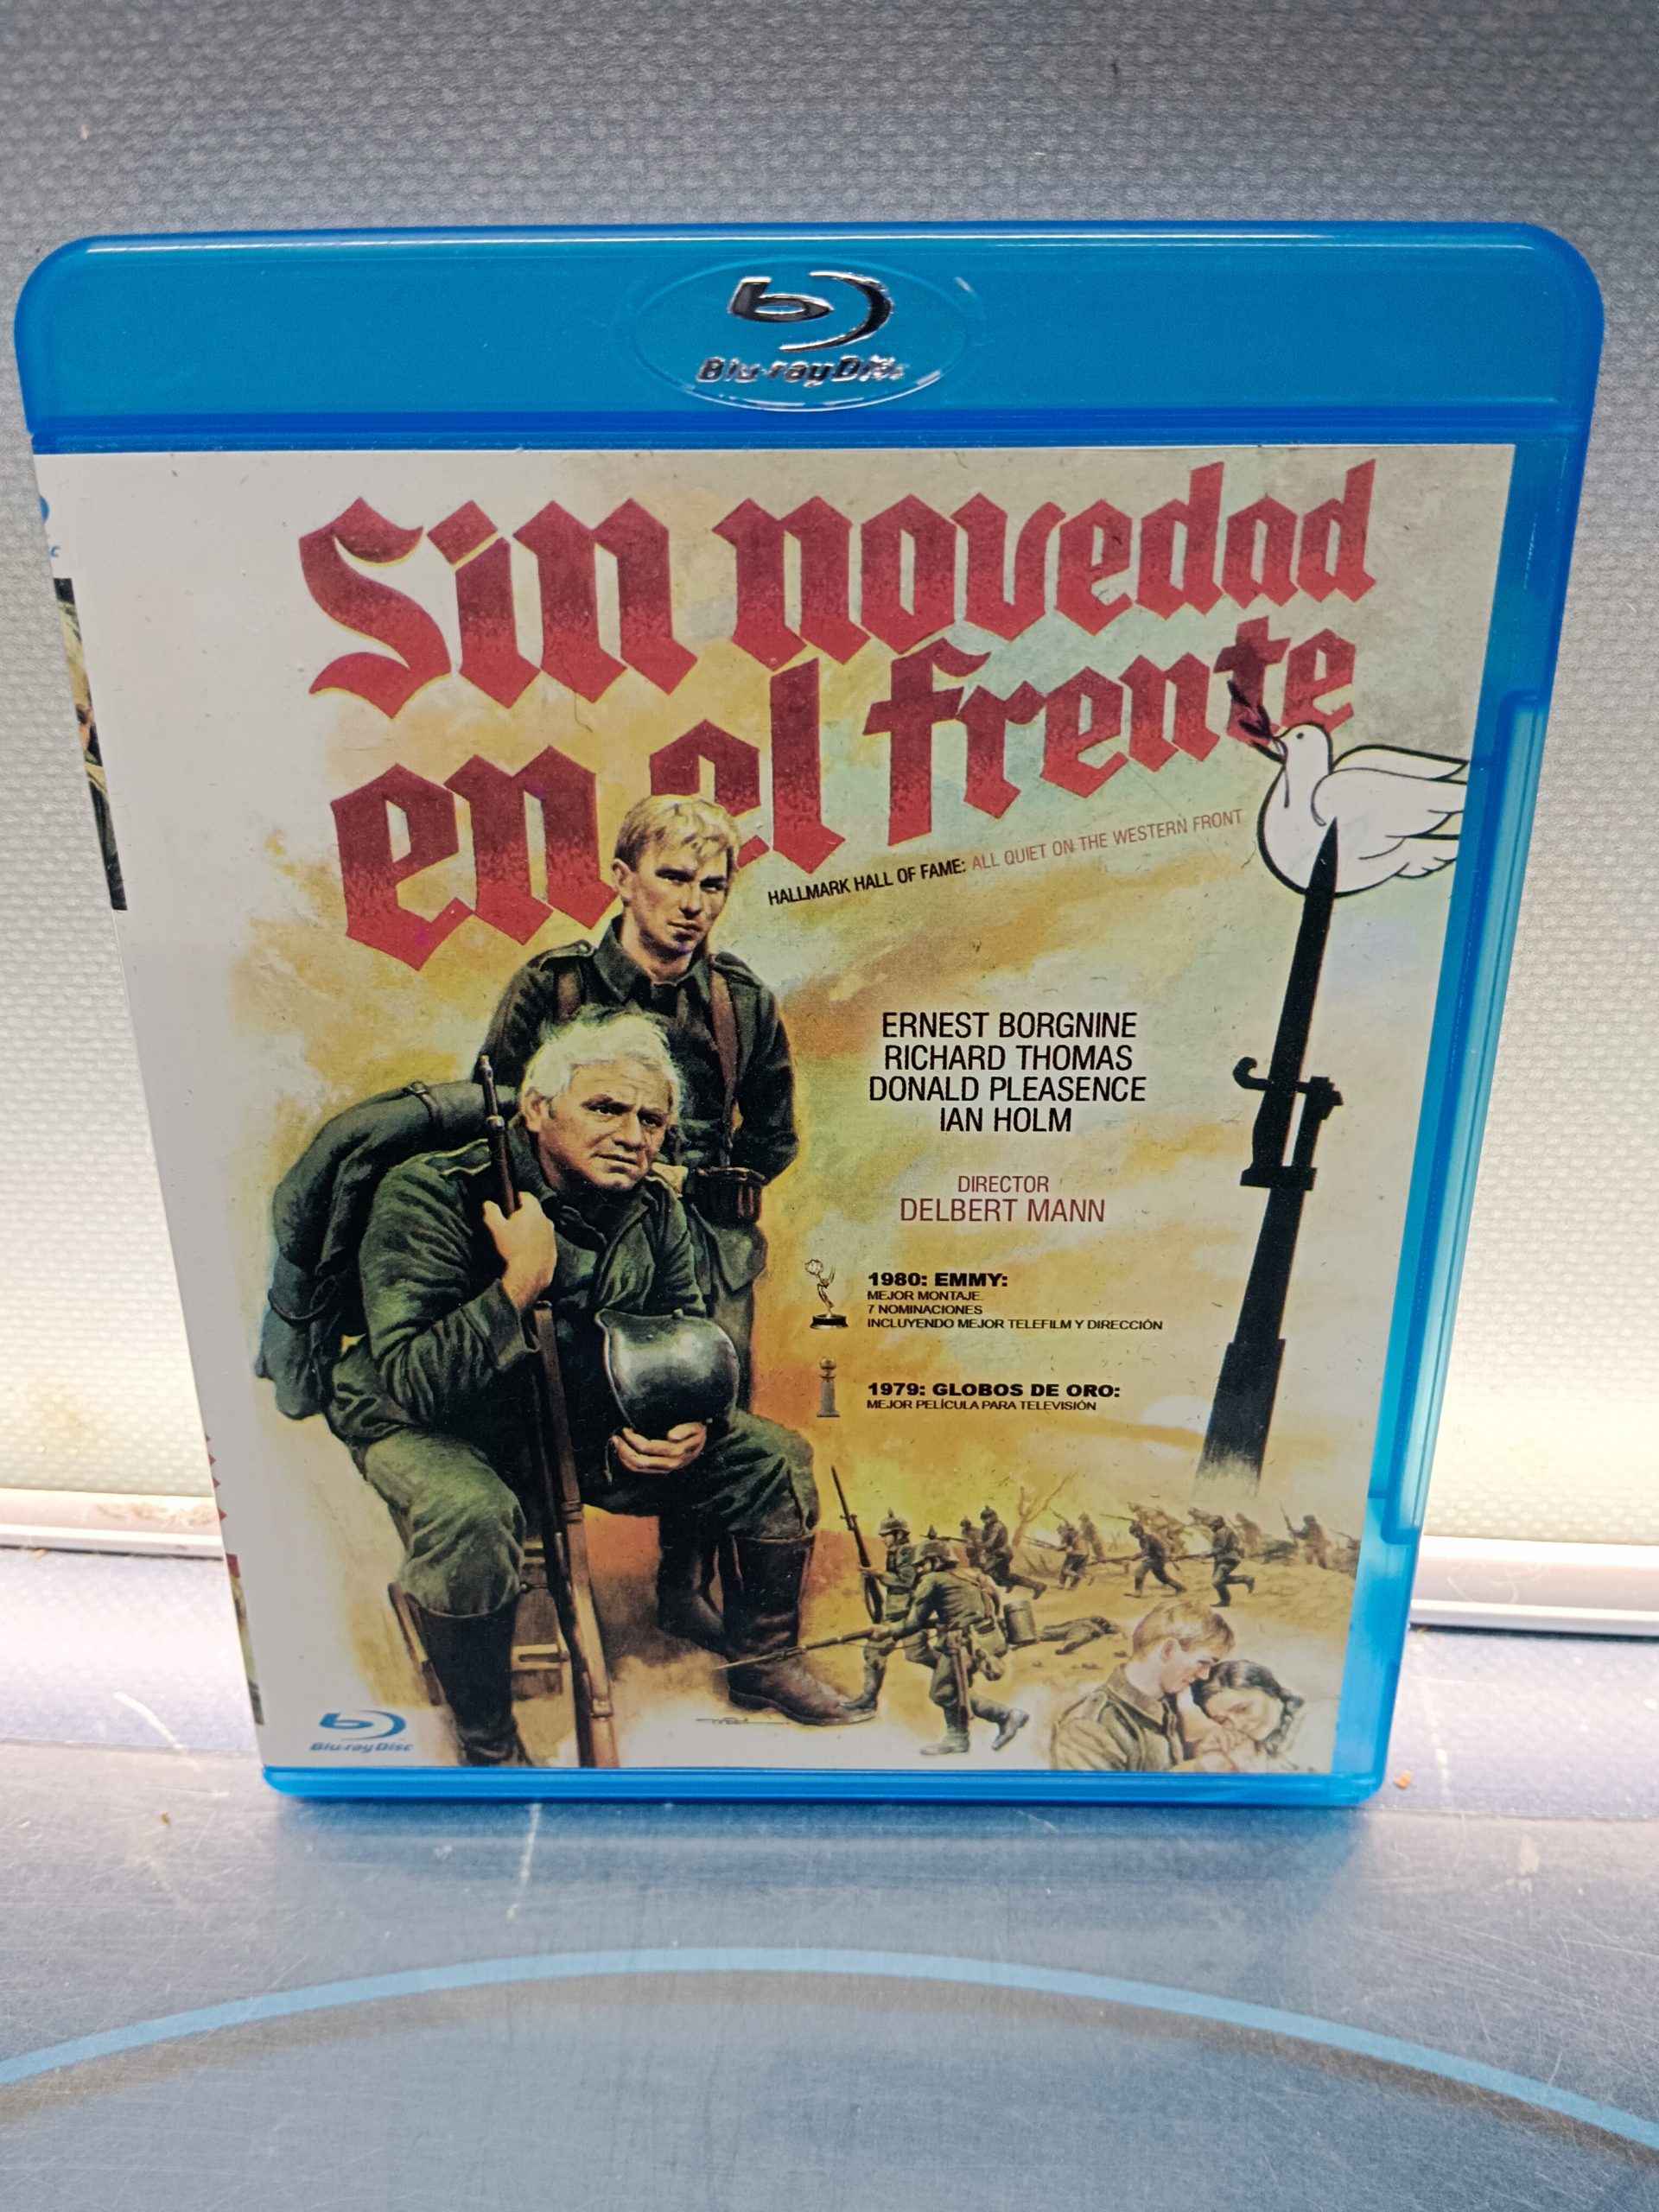 Blu-ray Disc
Sin novedad
en el frente
HALLMARK HALL OF FAME: ALL QUIET ON THE WESTERN FRONT
ERNEST BORGNINE
RICHARD THOMAS
DONALD PLEASENCE
IAN HOLM
DIRECTOR
DELBERT MANN
1980: EMMY:
MEJOR MONTAJE
7 NOMINACIONES
INCLUYENDO MEJOR TELEFILM Y DIRECCIÓN
1979: GLOBOS DE ORO:
MEJOR PELÍCULA PARA TELEVISIÓN
Blu-ray Disc